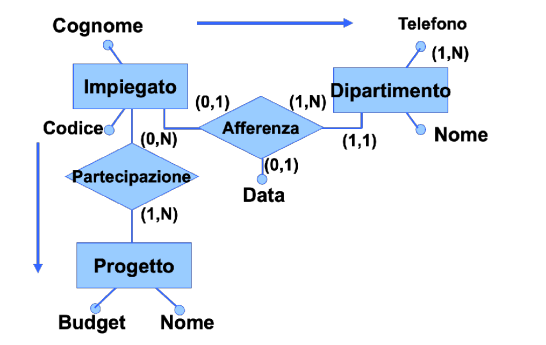 Cognome
Telefono
(1,N)
Impiegato
Dipartimento
(0,1)
(1,N)
Afferenza
Codice
(0,N)
(1,1)
Nome
(0,1)
Partecipazione
Data
(1,N)
Progetto
Budget
Nome